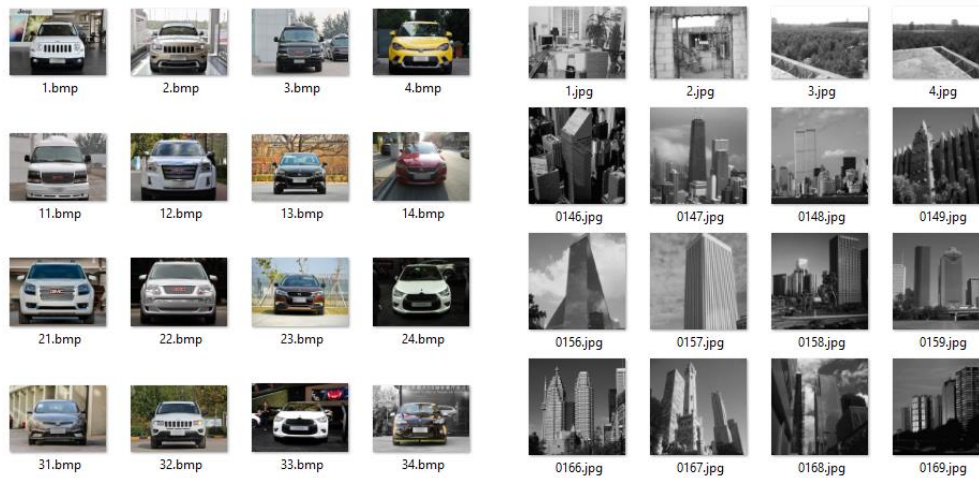 1.bmp 2.bmp 3.bmp 4.bmp 1.jpg 2.jpg 3.jpg 4.jpg
11.bmp 12.bmp 13.bmp 14.bmp 0146.jpg 0147.jpg 0148.jpg 0149.jpg
21.bmp 22.bmp 23.bmp 24.bmp 0156.jpg 0157.jpg 0158.jpg 0159.jpg
31.bmp 32.bmp 33.bmp 34.bmp 0166.jpg 0167.jpg 0168.jpg 0169.jpg